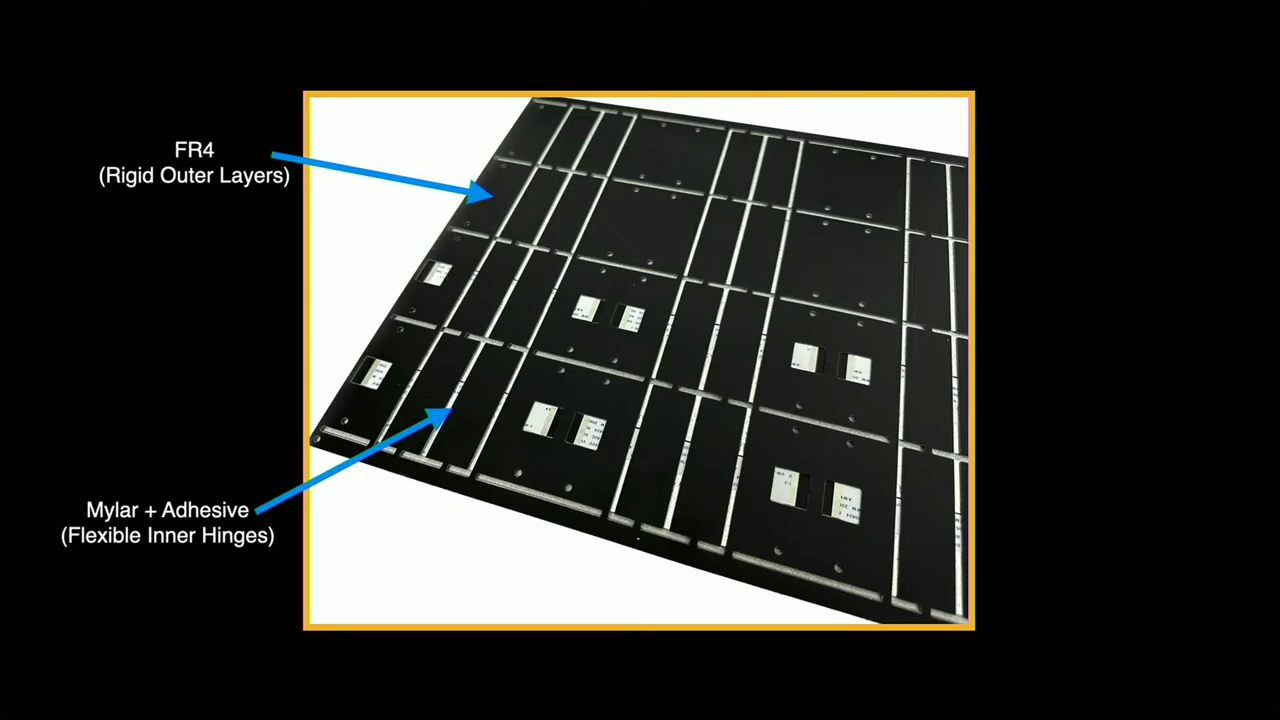 FR4
(Rigid Outer Layers)
Mylar + Adhesive
(Flexible Inner Hinges)